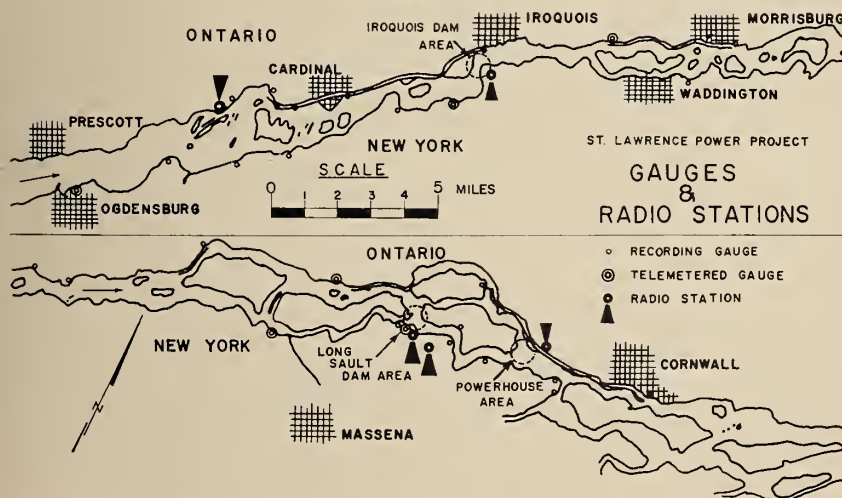 ONTARIO
IROQUOIS DAM
AREA
IROQUOIS
MORRISBURG
CARDINAL
PRESCOTT
WADDINGTON
NEW YORK
OGDENSBURG
SCALE
0 1 2 3 4 5 MILES
ST. LAWRENCE POWER PROJECT
GAUGES
&
RADIO STATIONS
RECORDING GAUGE
TELEMETERED GAUGE
RADIO STATION
ONTARIO
NEW YORK
LONG
SAULT
DAM AREA
POWERHOUSE
AREA
CORNWALL
MASSENA
N